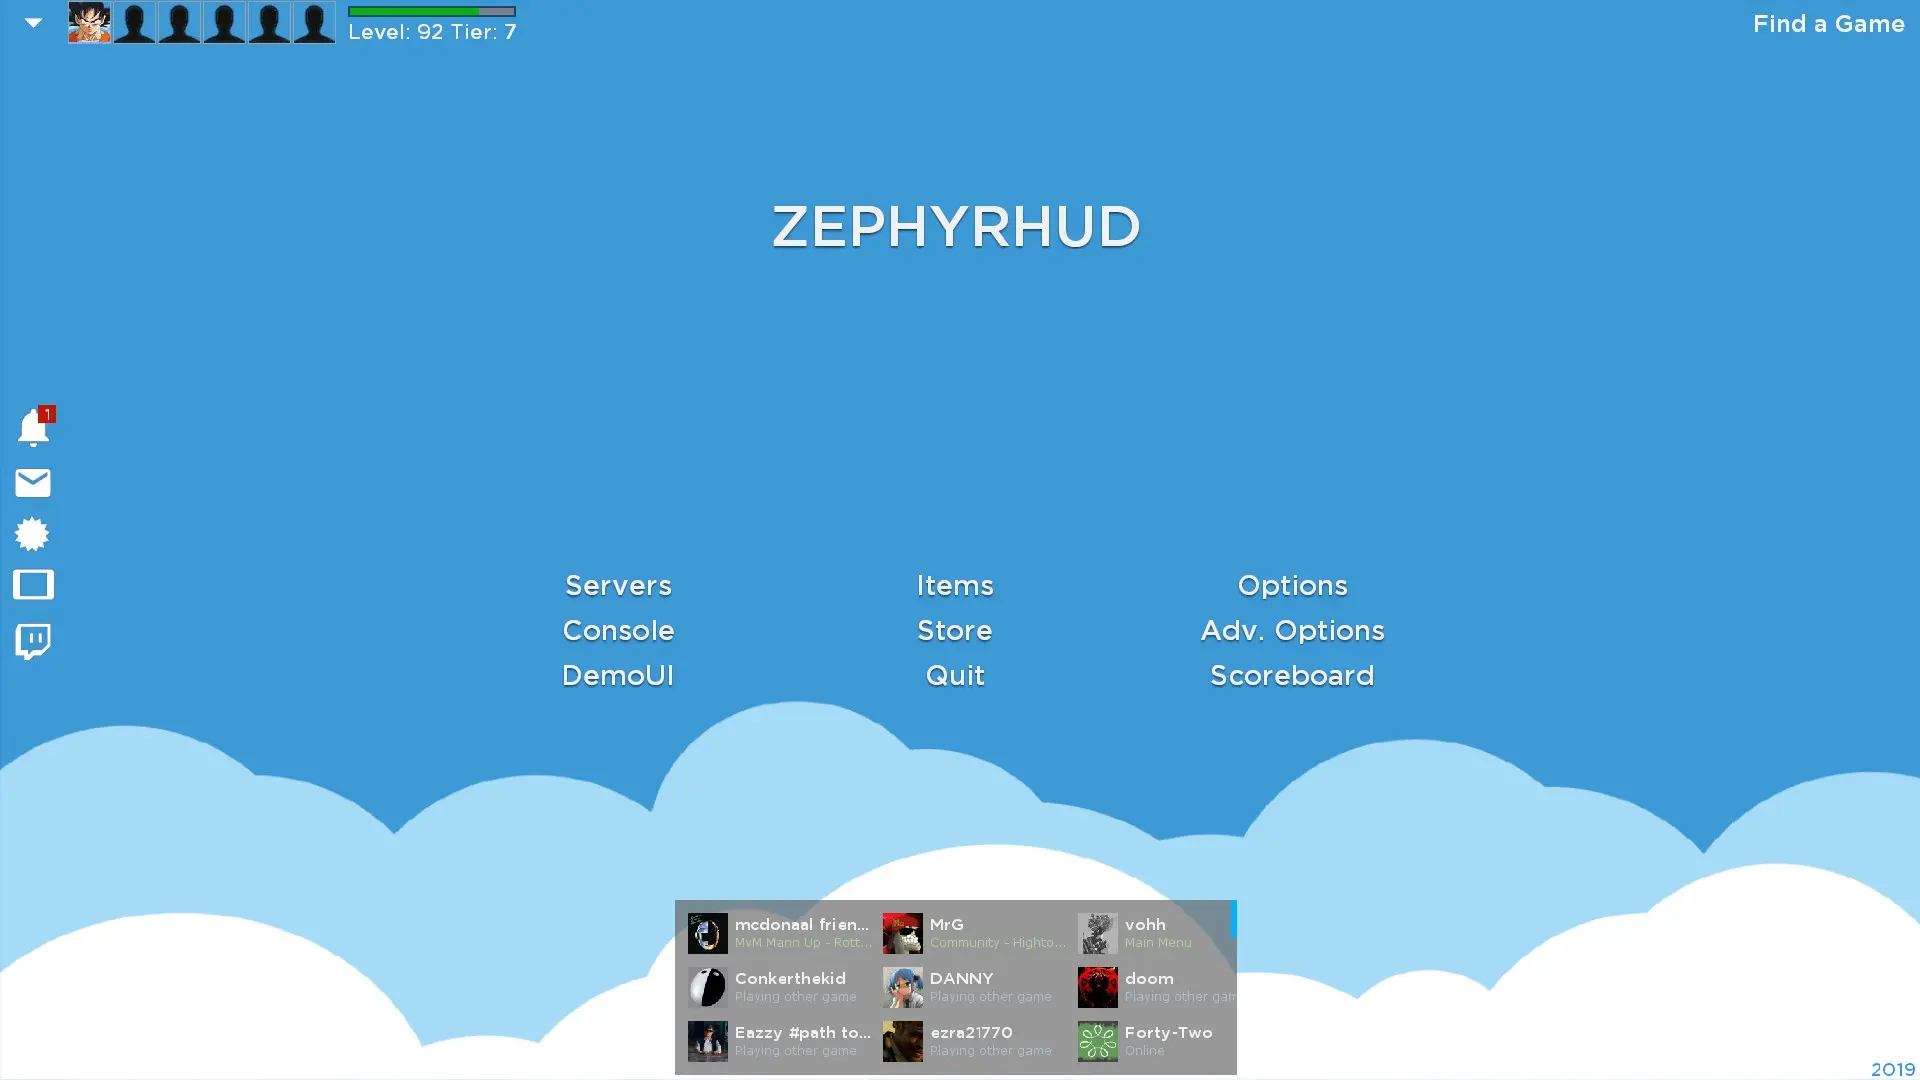 Level: 92 Tier: 7
Find a Game
ZEPHYRHUD
1
Servers
Items
Options
Console
Store
Adv. Options
DemoUI
Quit
Scoreboard
mcdonaal frien...
MvM Mann Up - Rott...
MrG
Community - Highto...
vohh
Main Menu
Conkerthekid
Playing other game
DANNY
Playing other game
doom
Playing other gam
Eazzy #path to...
Playing other game
ezra21770
Playing other game
Forty-Two
Online
2019